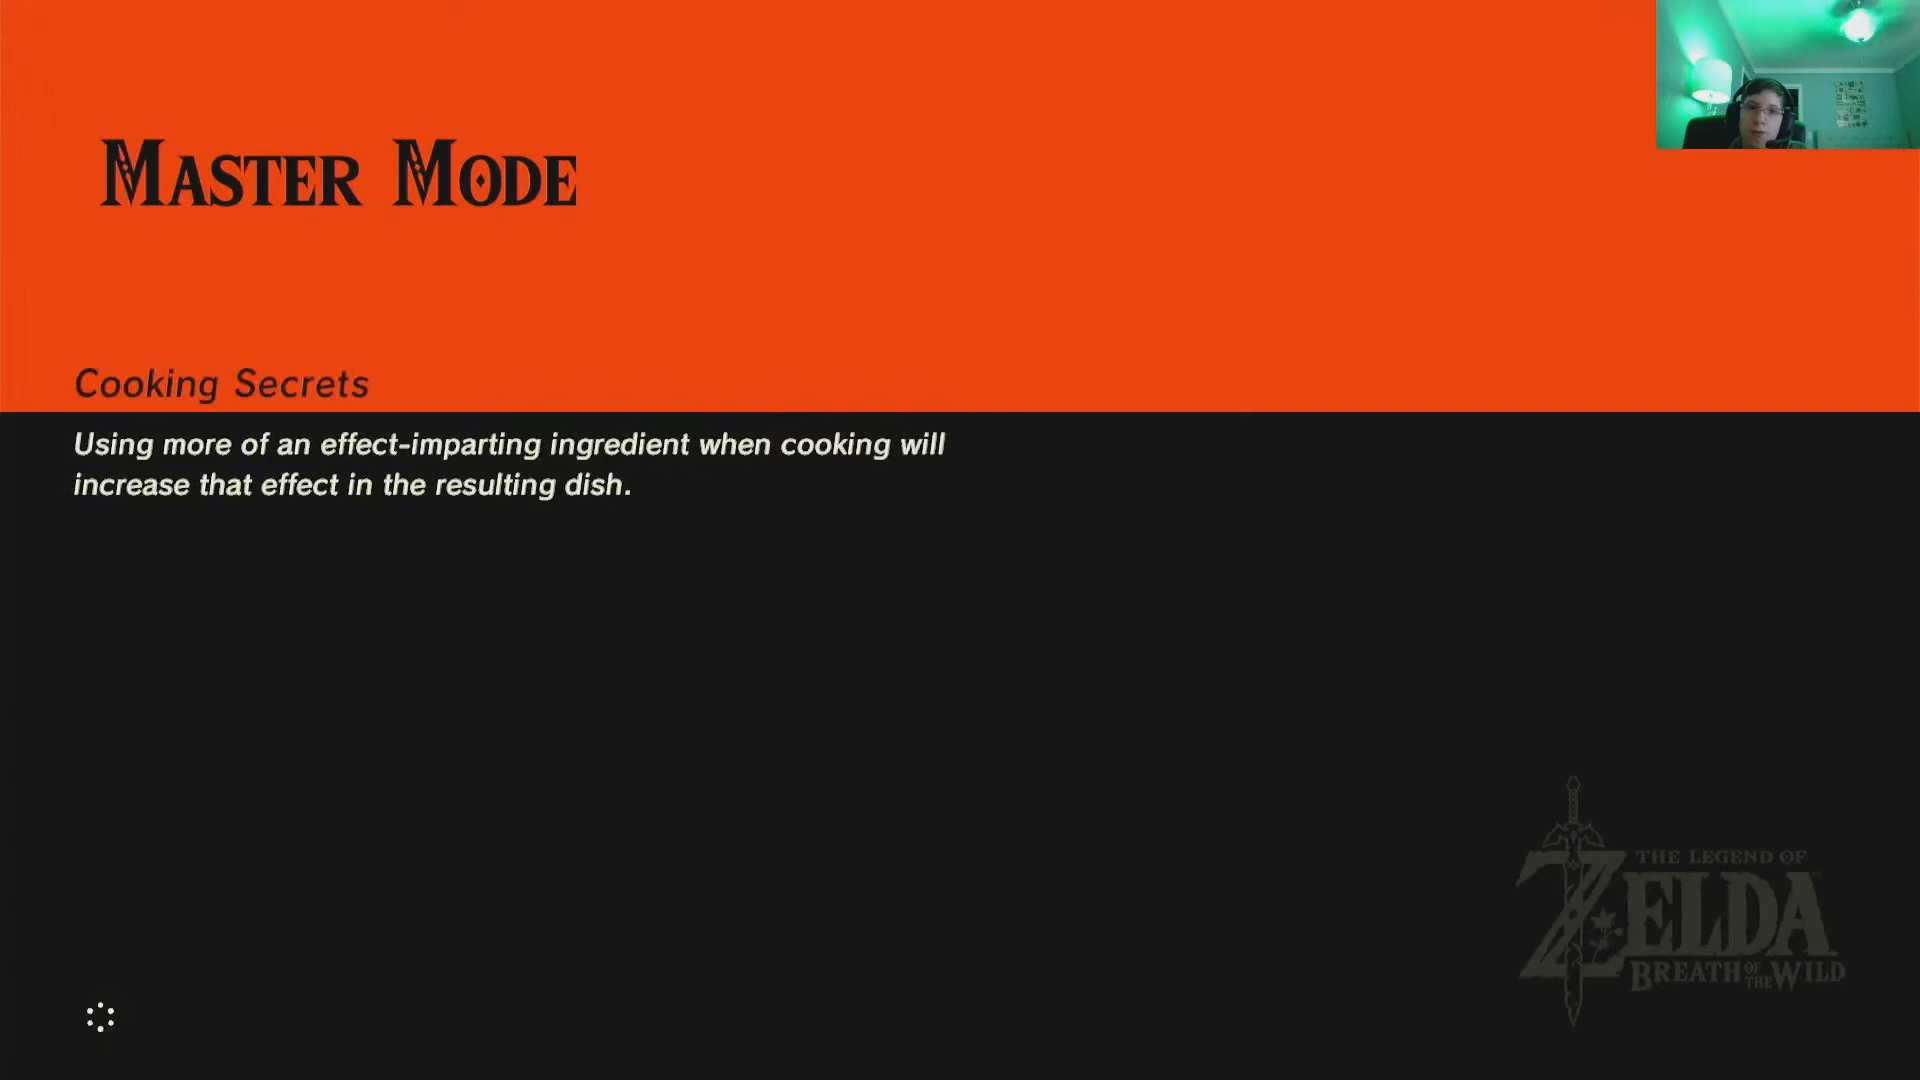 Master Mode
Cooking Secrets
Using more of an effect-imparting ingredient when cooking will
increase that effect in the resulting dish.
THE LEGEND OF
ZELDA
BREATH OF THE WILD